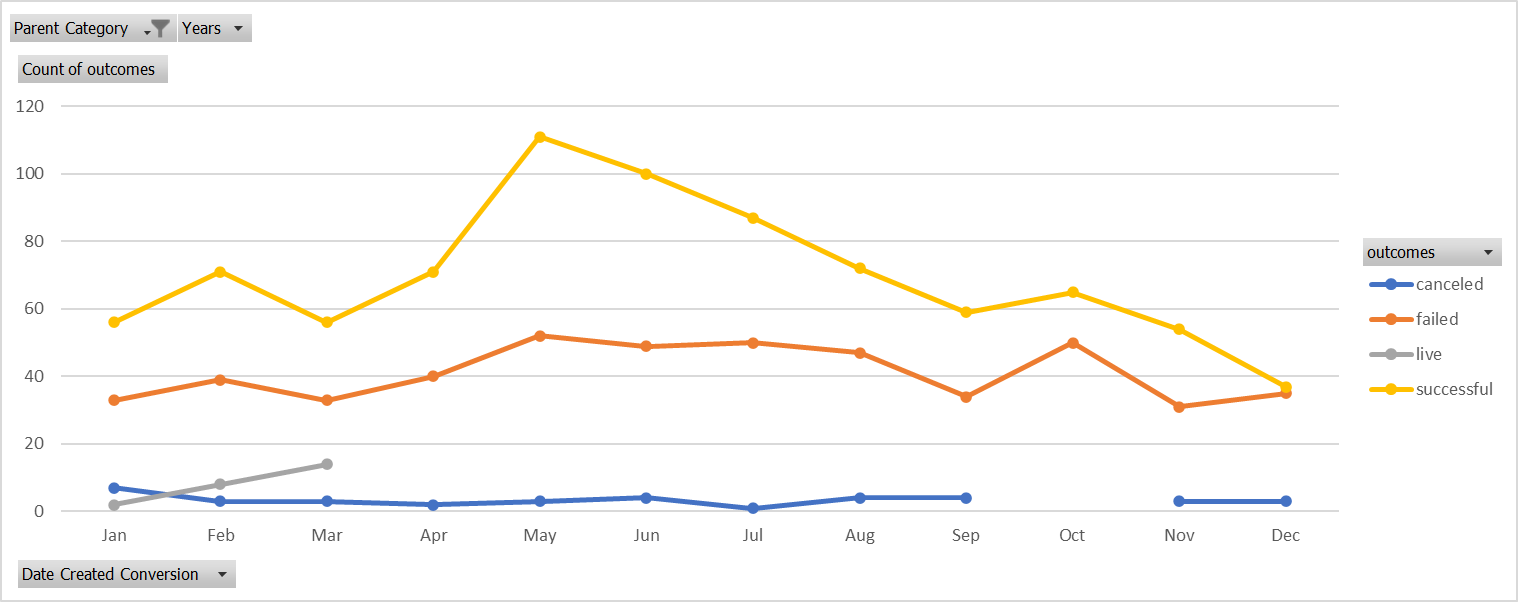 Parent Category Years
Count of outcomes
120
100
80
60
40
20
0
Jan Feb Mar Apr May Jun Jul Aug Sep Oct Nov Dec
outcomes
canceled
failed
live
successful
Date Created Conversion